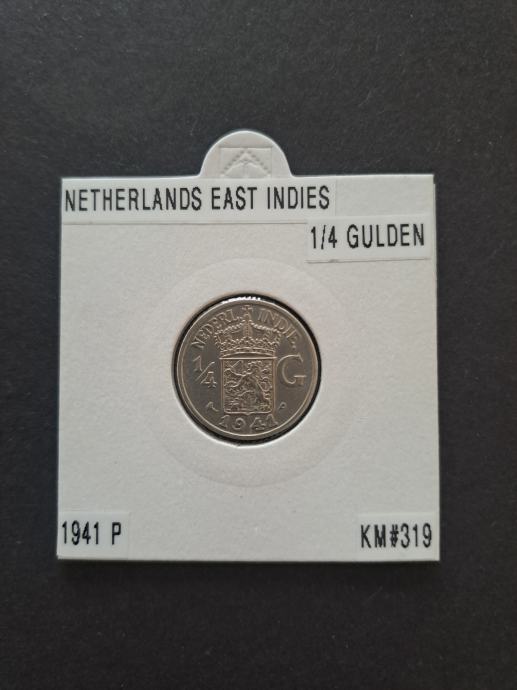 NETHERLANDS EAST INDIES
1/4 GULDEN
NEDERL. INDIE
1/4 G
P
1941
1941 P
KM#319